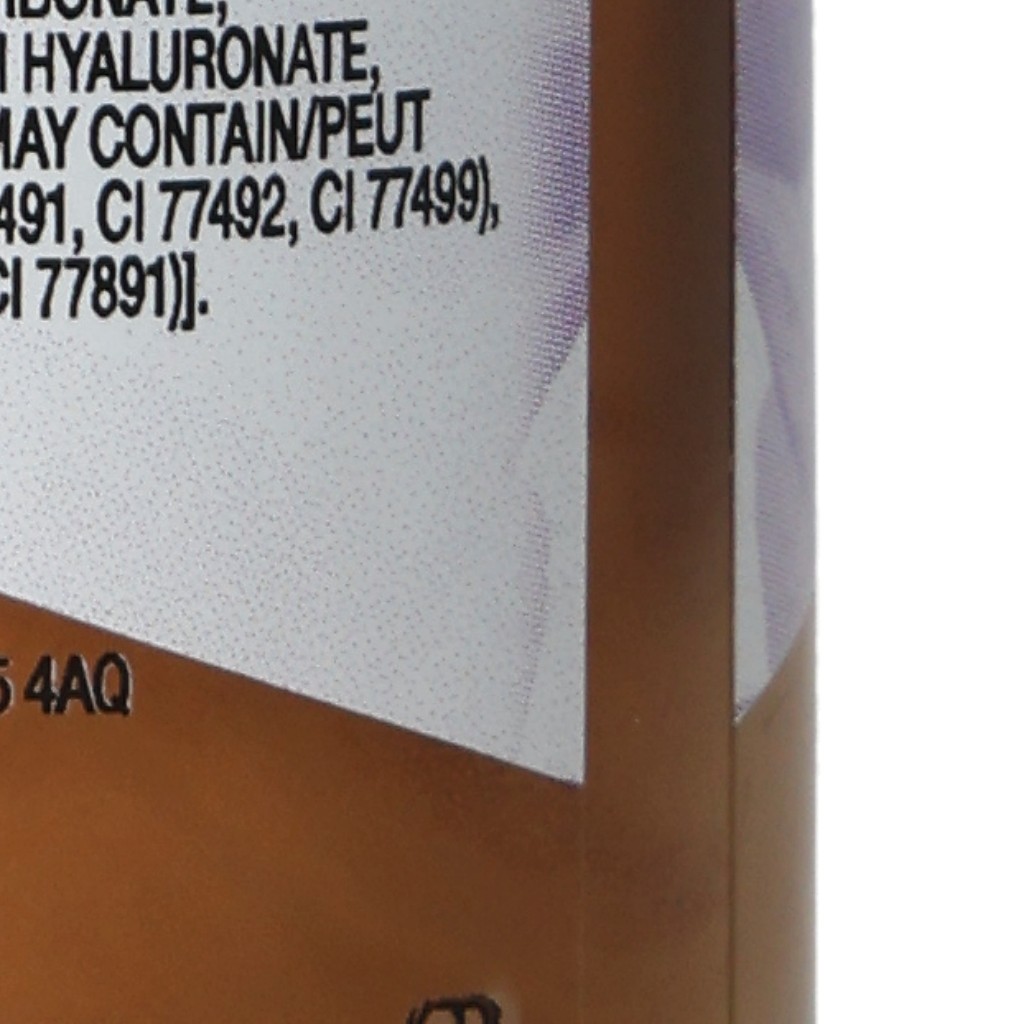 HYALURONATE,
MAY CONTAIN/PEUT
491, CI 77492, CI 77499),
CI 77891)].
4AQ